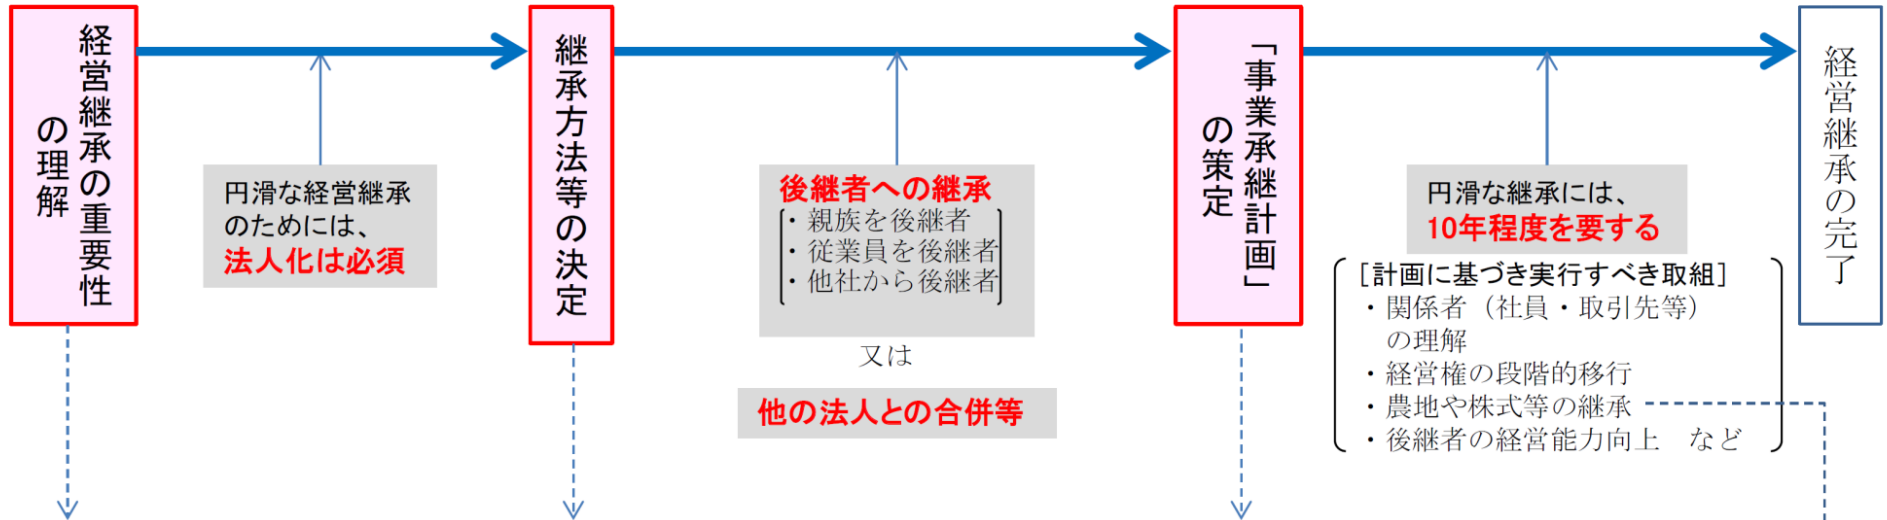 経営継承の重要性
の理解
円滑な経営継承
のためには、
法人化は必須
継承方法等の決定
後継者への継承
・親族を後継者
・従業員を後継者
・他社から後継者
又は
他の法人との合併等
「事業承継計画」
の策定
円滑な継承には、
10年程度を要する
[計画に基づき実行すべき取組]
・関係者（社員・取引先等）
の理解
・経営権の段階的移行
・農地や株式等の継承
・後継者の経営能力向上　など
経営継承の完了